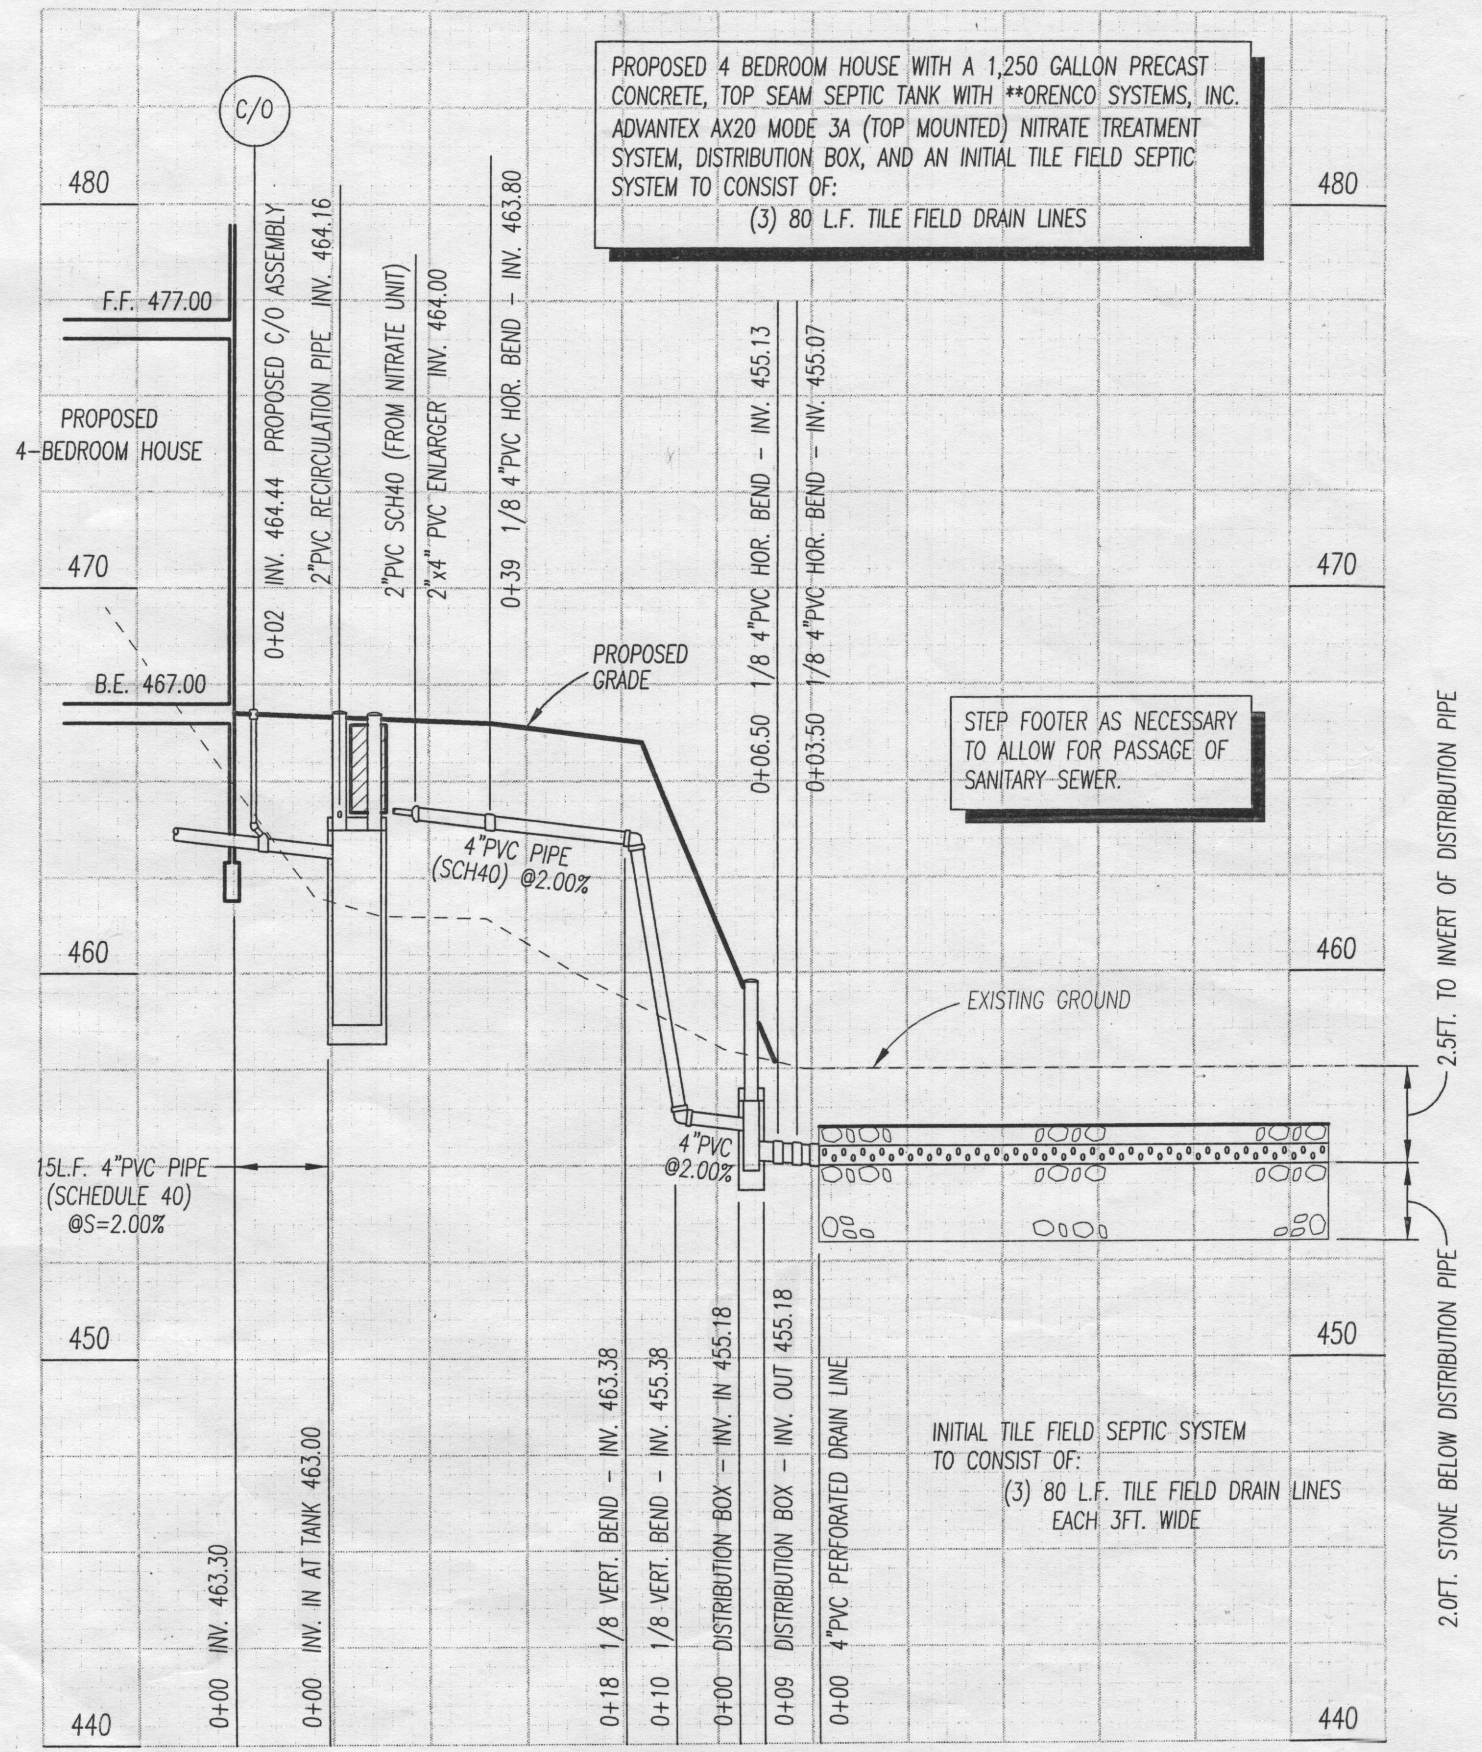 PROPOSED 4 BEDROOM HOUSE WITH A 1,250 GALLON PRECAST
CONCRETE, TOP SEAM SEPTIC TANK WITH **ORENCO SYSTEMS, INC.
ADVANTEX AX20 MODE 3A (TOP MOUNTED) NITRATE TREATMENT
SYSTEM, DISTRIBUTION BOX, AND AN INITIAL TILE FIELD SEPTIC
SYSTEM TO CONSIST OF:
(3) 80 L.F. TILE FIELD DRAIN LINES
C/O
480
480
F.F. 477.00
PROPOSED
4-BEDROOM HOUSE
0+02 INV. 464.44 PROPOSED C/O ASSEMBLY
2"PVC RECIRCULATION PIPE INV. 464.16
2"PVC SCH40 (FROM NITRATE UNIT)
2"x4" PVC ENLARGER INV. 464.00
0+39 1/8 4"PVC HOR. BEND - INV. 463.80
0+06.50 1/8 4"PVC HOR. BEND - INV. 455.13
0+03.50 1/8 4"PVC HOR. BEND - INV. 455.07
470
470
B.E. 467.00
PROPOSED
GRADE
STEP FOOTER AS NECESSARY
TO ALLOW FOR PASSAGE OF
SANITARY SEWER.
4"PVC PIPE
(SCH40) @2.00%
460
460
EXISTING GROUND
2.5FT. TO INVERT OF DISTRIBUTION PIPE
4"PVC
@2.00%
15L.F. 4"PVC PIPE
(SCHEDULE 40)
@S=2.00%
2.0FT. STONE BELOW DISTRIBUTION PIPE
450
450
INITIAL TILE FIELD SEPTIC SYSTEM
TO CONSIST OF:
(3) 80 L.F. TILE FIELD DRAIN LINES
EACH 3FT. WIDE
0+00 INV. 463.30
0+00 INV. IN AT TANK 463.00
0+18 1/8 VERT. BEND - INV. 463.38
0+10 1/8 VERT. BEND - INV. 455.38
0+00 DISTRIBUTION BOX - INV. IN 455.18
0+09 DISTRIBUTION BOX - INV. OUT 455.18
0+00 4"PVC PERFORATED DRAIN LINE
440
440